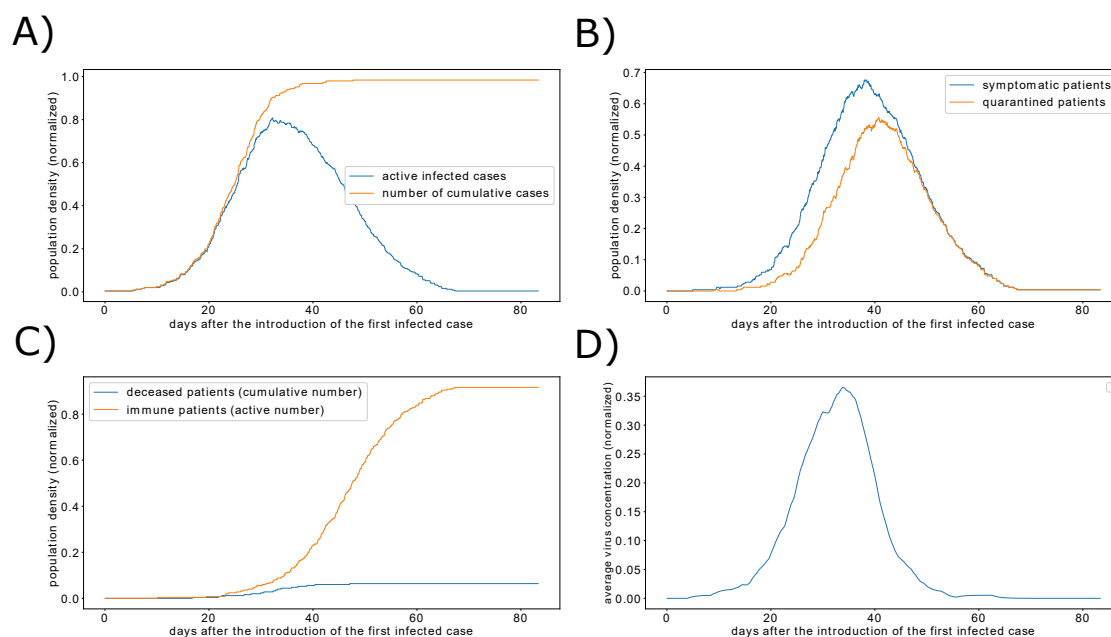 A)
B)
1.0
0.8
0.6
0.4
0.2
0.0
population density (normalized)
active infected cases
number of cumulative cases
0
20
40
60
80
days after the introduction of the first infected case
0.7
0.6
0.5
0.4
0.3
0.2
0.1
0.0
population density (normalized)
symptomatic patients
quarantined patients
0
20
40
60
80
days after the introduction of the first infected case
C)
D)
0.8
0.6
0.4
0.2
0.0
population density (normalized)
deceased patients (cumulative number)
immune patients (active number)
0
20
40
60
80
days after the introduction of the first infected case
0.35
0.30
0.25
0.20
0.15
0.10
0.05
0.00
average virus concentration (normalized)
0
20
40
60
80
days after the introduction of the first infected case